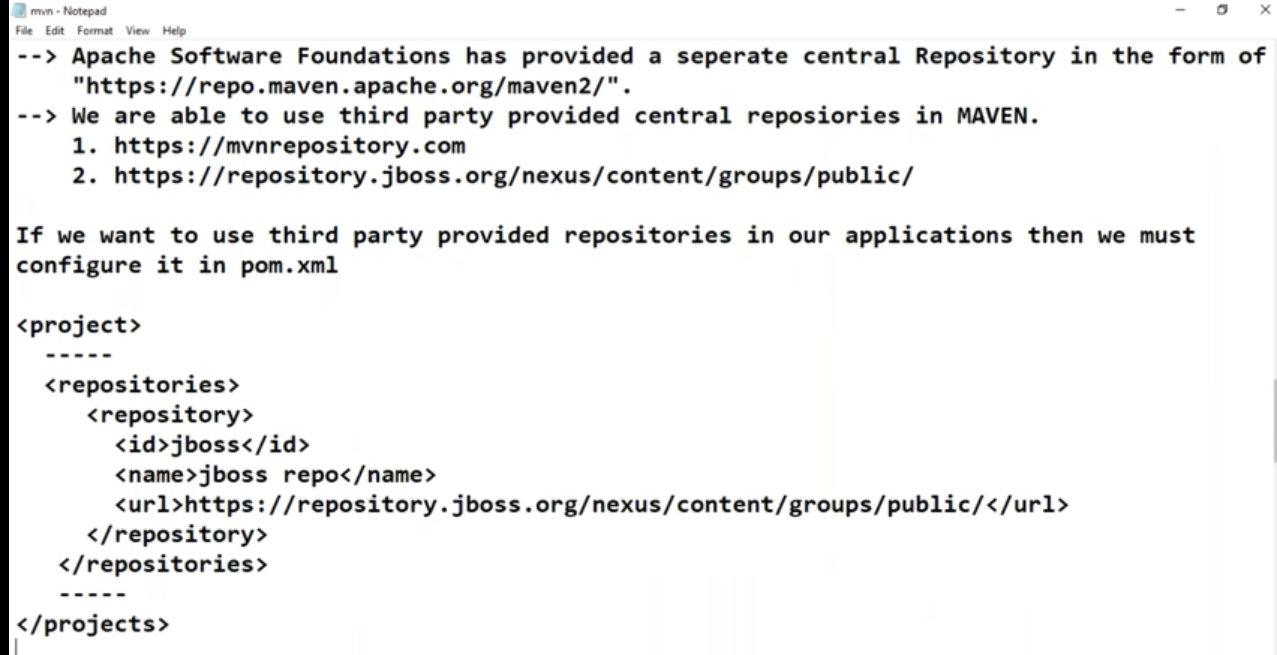 mvn - Notepad
File Edit Format View Help
--> Apache Software Foundations has provided a seperate central Repository in the form of
"https://repo.maven.apache.org/maven2/".
--> We are able to use third party provided central reposiories in MAVEN.
1. https://mvnrepository.com
2. https://repository.jboss.org/nexus/content/groups/public/
If we want to use third party provided repositories in our applications then we must
configure it in pom.xml
<project>
-----
<repositories>
<repository>
<id>jboss</id>
<name>jboss repo</name>
<url>https://repository.jboss.org/nexus/content/groups/public/</url>
</repository>
</repositories>
-----
</projects>